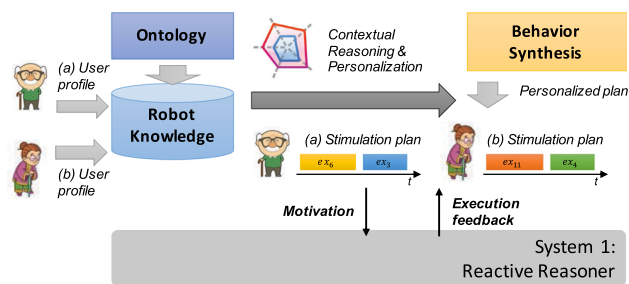 Ontology
Contextual
Reasoning &
Personalization
Behavior
Synthesis
(a) User
profile
Robot
Knowledge
Personalized plan
(b) User
profile
(a) Stimulation plan
ex6
ex3
t
(b) Stimulation plan
ex11
ex4
t
Motivation
Execution
feedback
System 1:
Reactive Reasoner